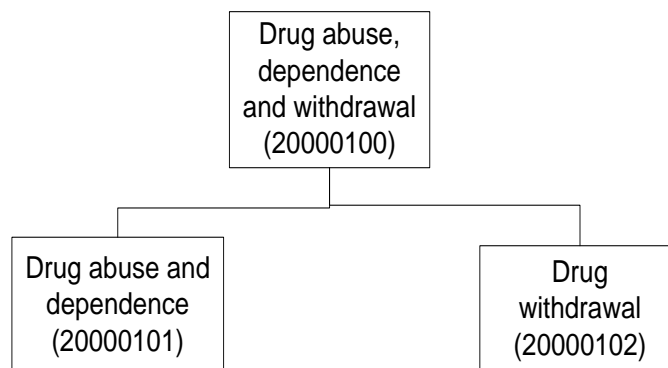 Drug abuse,
dependence
and withdrawal
(20000100)
Drug abuse and
dependence
(20000101)
Drug
withdrawal
(20000102)